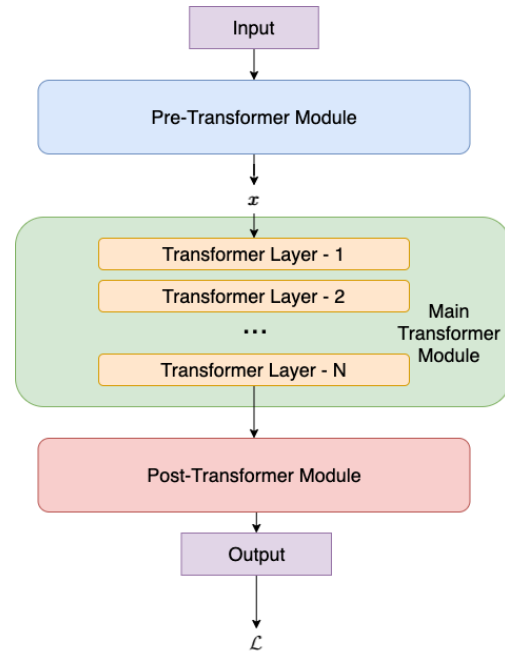 Input
Pre-Transformer Module
x
Transformer Layer - 1
Transformer Layer - 2
...
Transformer Layer - N
Main
Transformer
Module
Post-Transformer Module
Output
ℒ